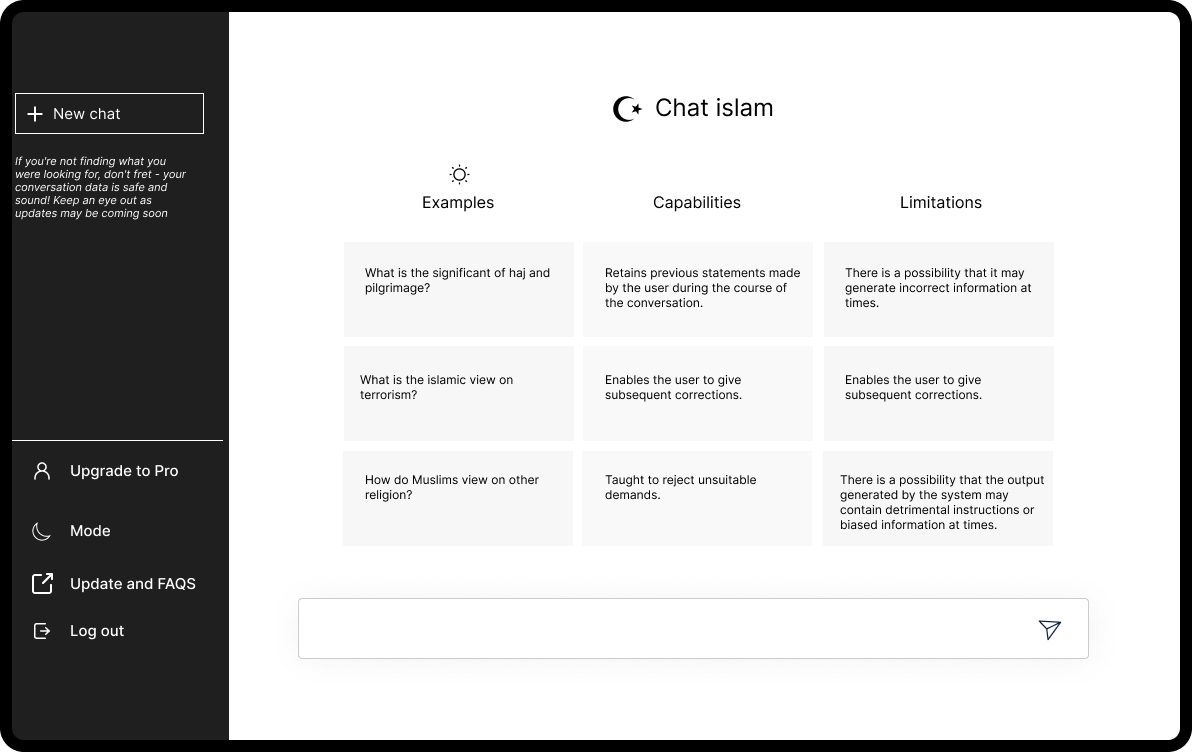 New chat
If you're not finding what you
were looking for, don't fret - your
conversation data is safe and
sound! Keep an eye out as
updates may be coming soon
Upgrade to Pro
Mode
Update and FAQS
Log out
Chat islam
Examples
Capabilities
Limitations
What is the significant of haj and
pilgrimage?
Retains previous statements made
by the user during the course of
the conversation.
There is a possibility that it may
generate incorrect information at
times.
What is the islamic view on
terrorism?
Enables the user to give
subsequent corrections.
Enables the user to give
subsequent corrections.
How do Muslims view on other
religion?
Taught to reject unsuitable
demands.
There is a possibility that the output
generated by the system may
contain detrimental instructions or
biased information at times.